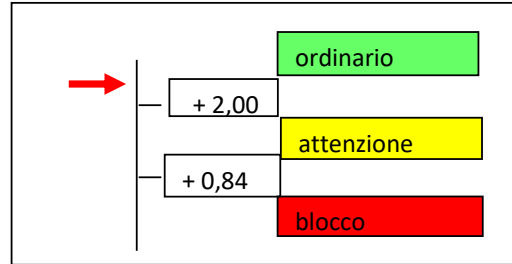 ordinario
+ 2,00
attenzione
+ 0,84
blocco